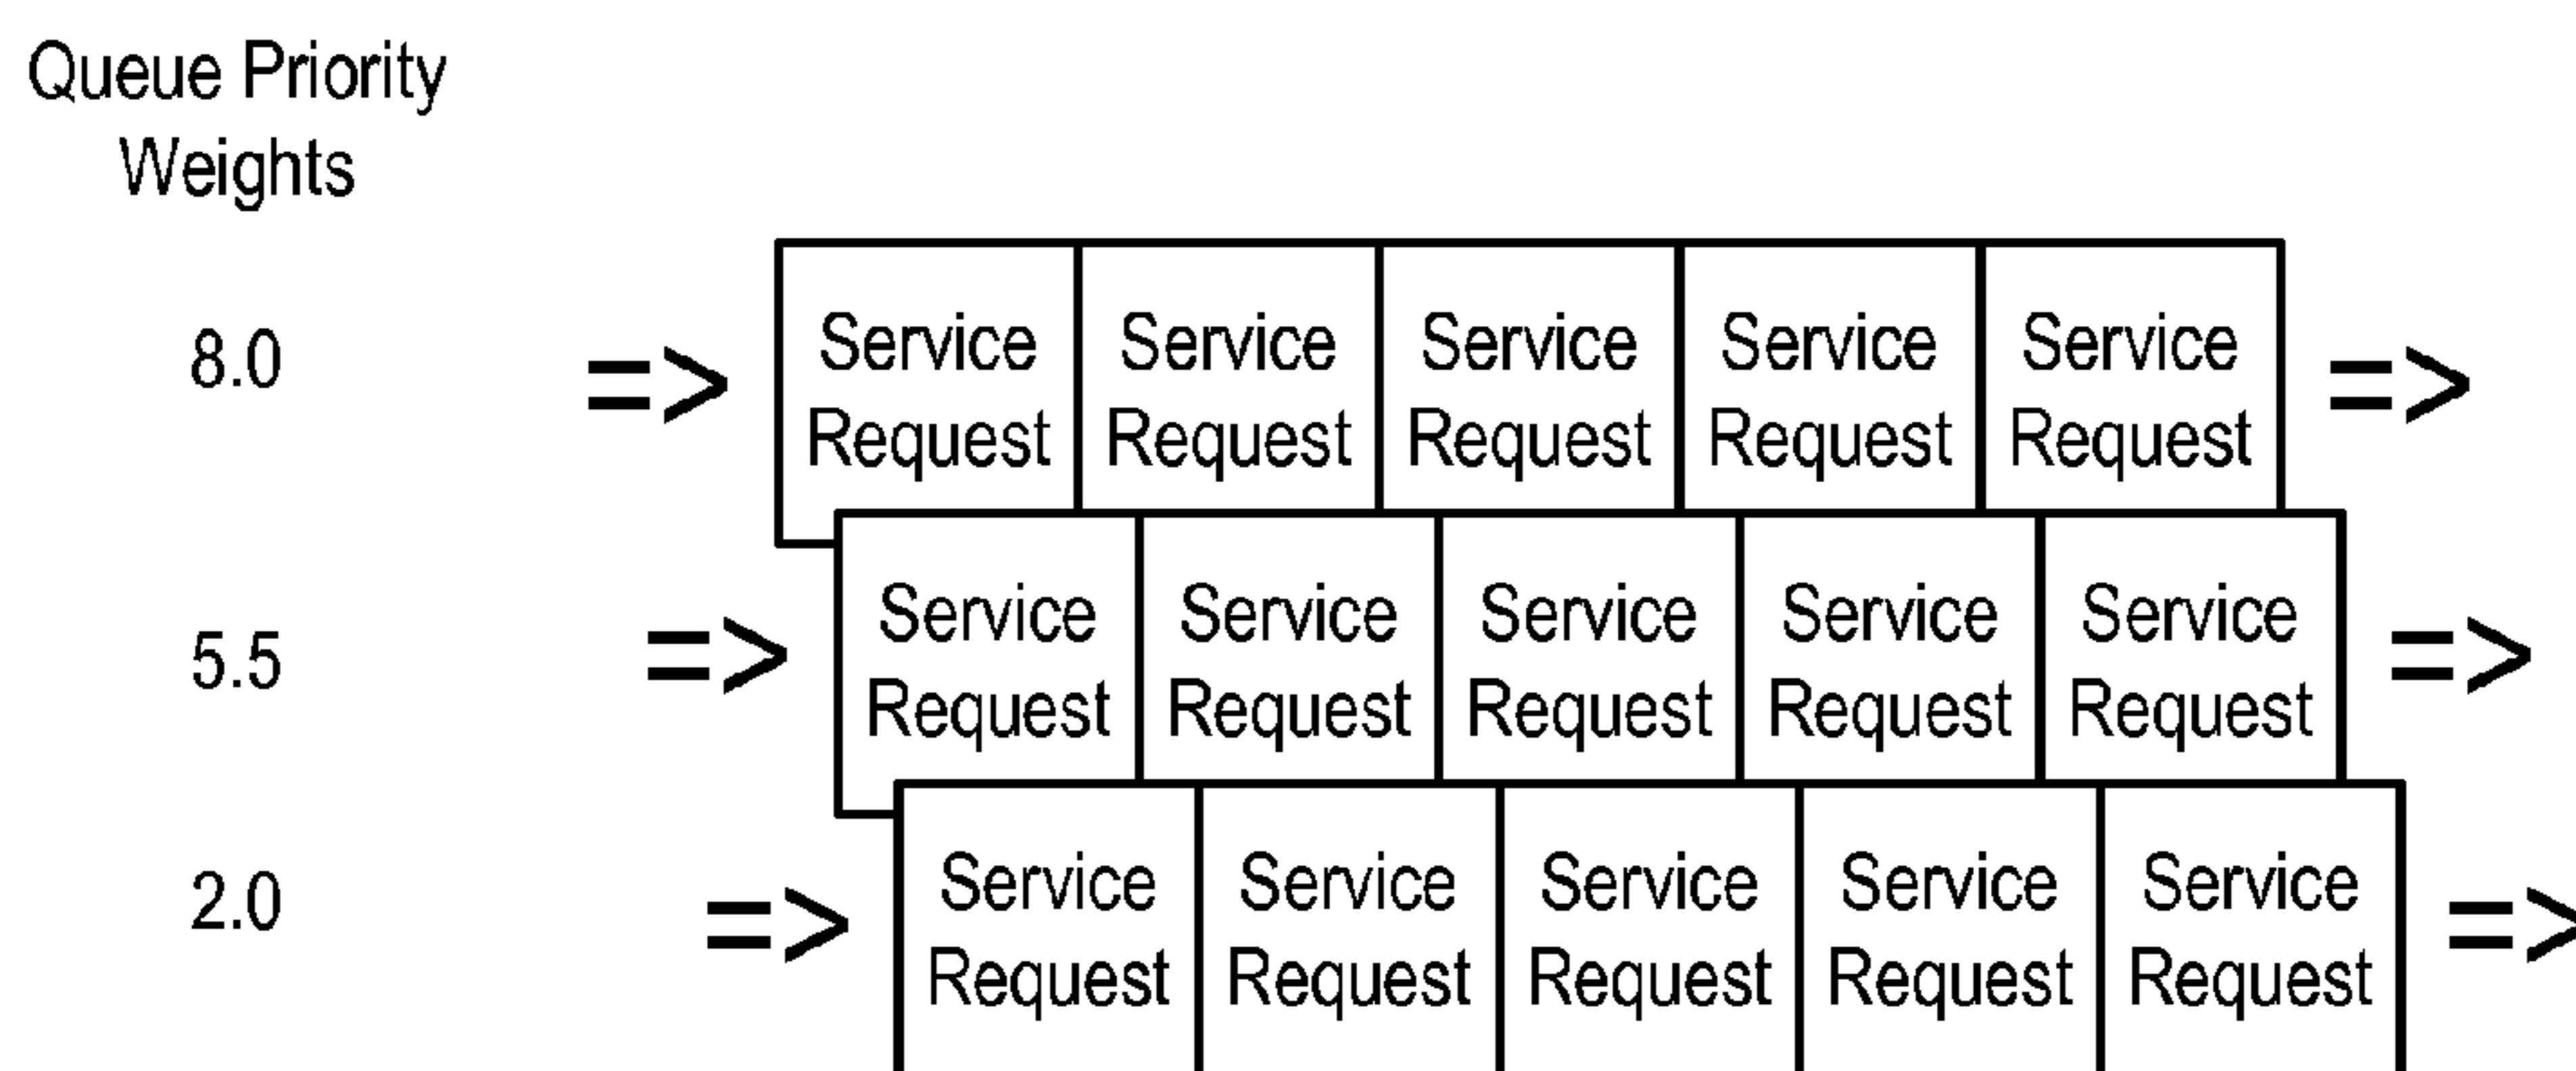 Queue Priority
Weights
8.0 => Service Service Service Service Service =>
Request Request Request Request Request
5.5 => Service Service Service Service Service =>
Request Request Request Request Request
2.0 => Service Service Service Service Service =>
Request Request Request Request Request